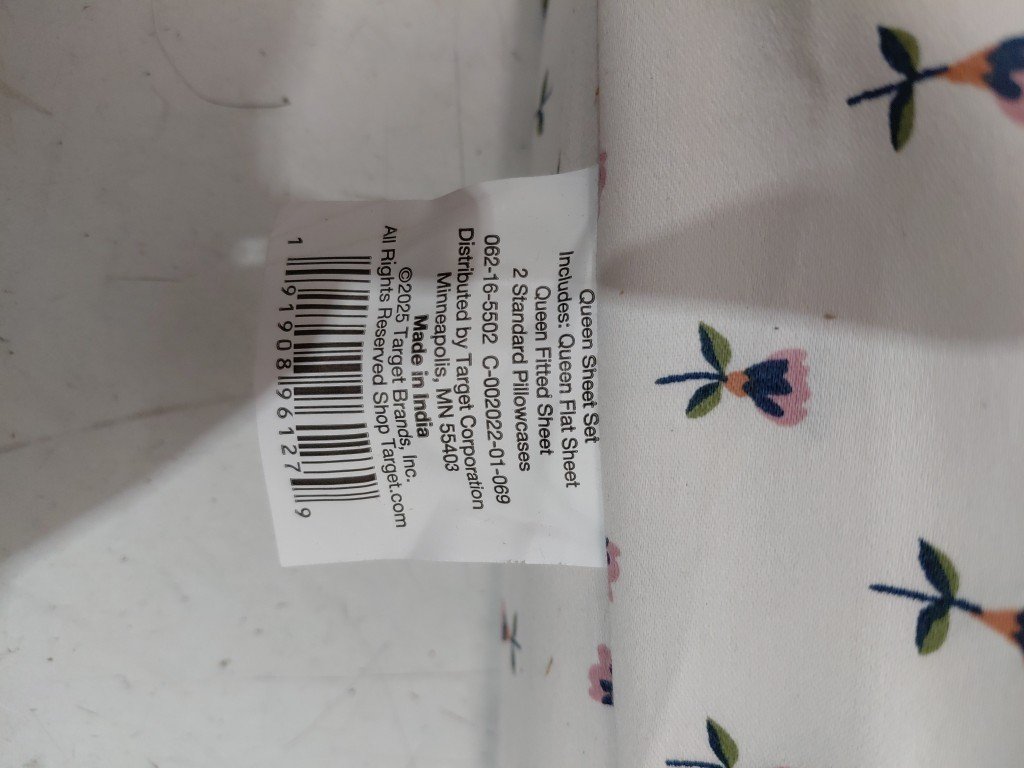 Queen Sheet Set
Includes: Queen Flat Sheet
Queen Fitted Sheet
2 Standard Pillowcases
062-16-5502 C-002022-01-069
Distributed by Target Corporation
Minneapolis, MN 55403
Made in India
©2025 Target Brands, Inc.
All Rights Reserved Shop Target.com
1 91908 96127 9